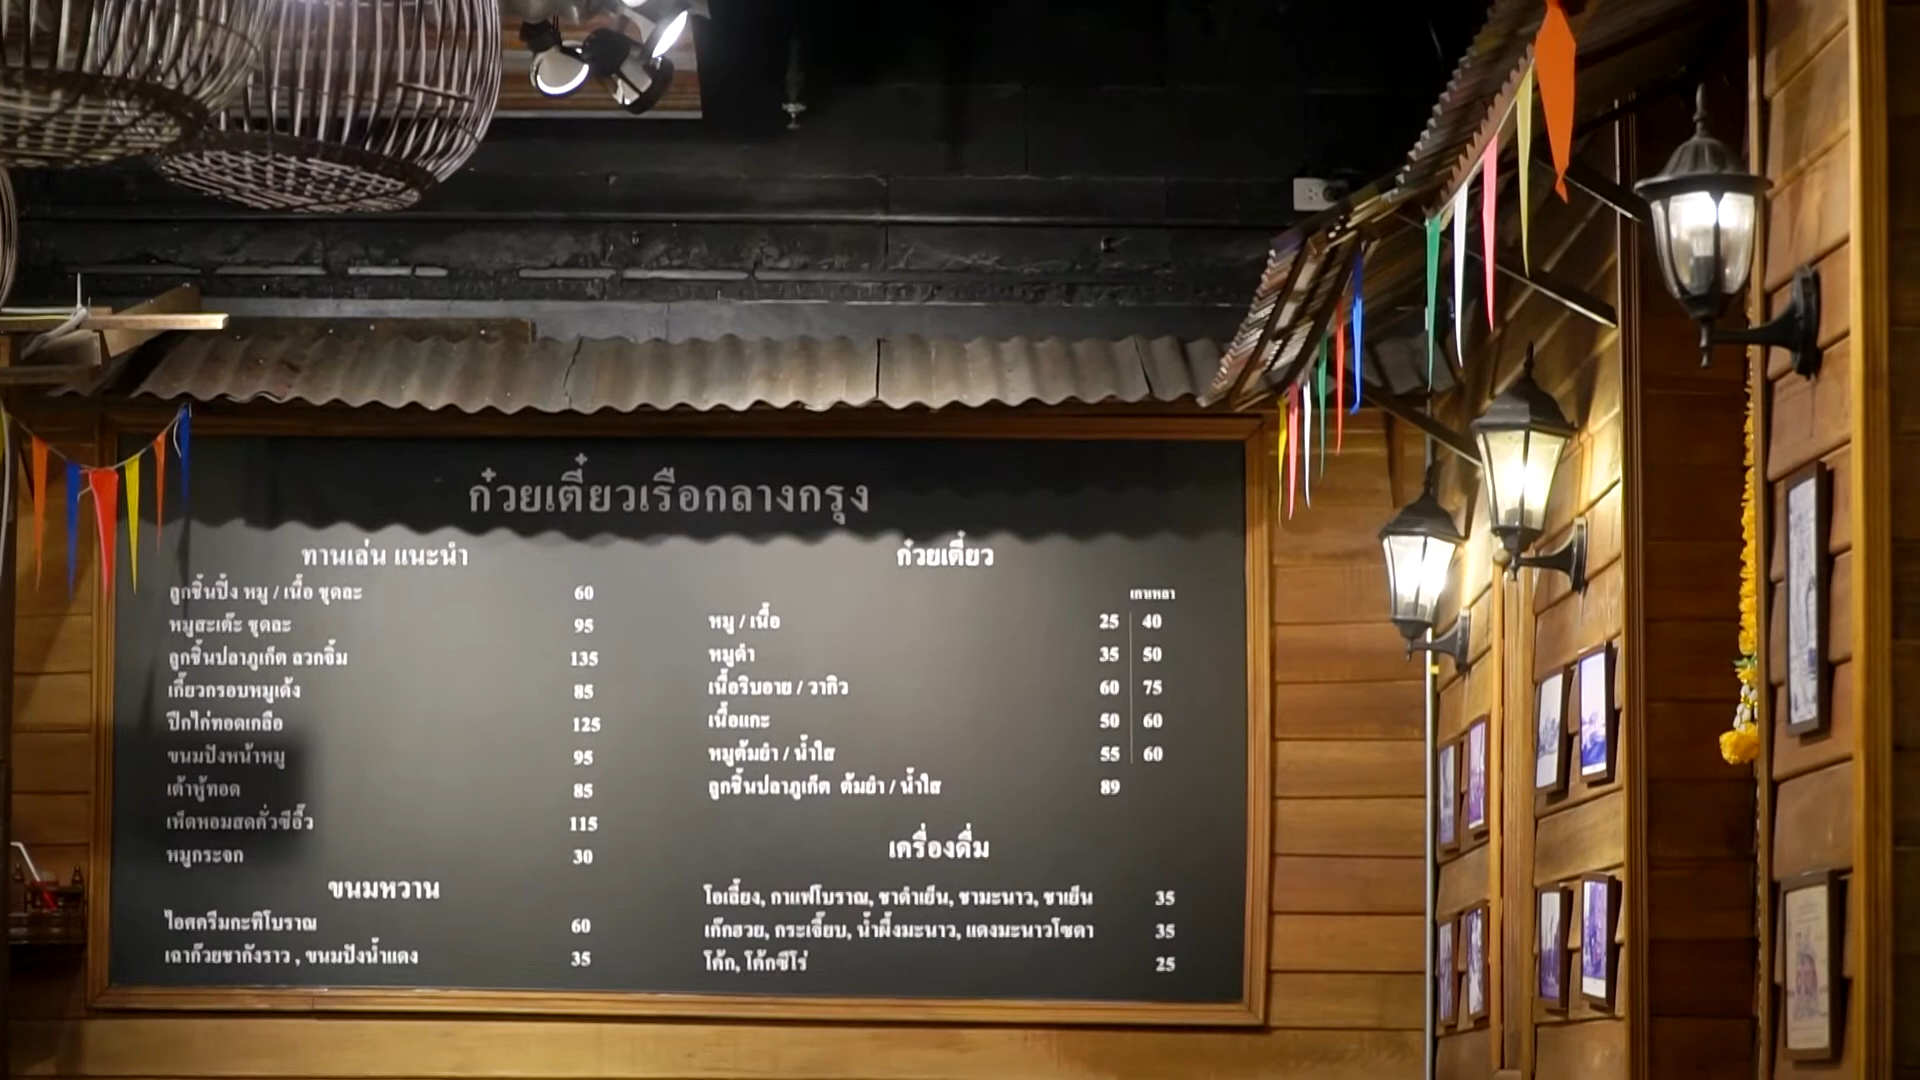 ก๋วยเตี๋ยวเรือกลางกรุง
ทานเล่น แนะนำ
ลูกชิ้นปิ้ง หมู / เนื้อ ชุดละ 60
หมูสะเต๊ะ ชุดละ 95
ลูกชิ้นปลาภูเก็ต ลวกจิ้ม 135
เกี๊ยวกรอบหมูเด้ง 85
ปีกไก่ทอดเกลือ 125
ขนมปังหน้าหมู 95
เต้าหู้ทอด 85
เห็ดหอมสดคั่วซีอิ๊ว 115
หมูกระจก 30
ขนมหวาน
ไอศครีมกะทิโบราณ 60
เฉาก๊วยชากังราว , ขนมปังน้ำแดง 35
ก๋วยเตี๋ยว
เกาเหลา
หมู / เนื้อ 25 40
หมูดำ 35 50
เนื้อริบอาย / วากิว 60 75
เนื้อแกะ 50 60
หมูต้มยำ / น้ำใส 55 60
ลูกชิ้นปลาภูเก็ต ต้มยำ / น้ำใส 89
เครื่องดื่ม
โอเลี้ยง, กาแฟโบราณ, ชาดำเย็น, ชามะนาว, ชาเย็น 35
เก๊กฮวย, กระเจี๊ยบ, น้ำผึ้งมะนาว, แดงมะนาวโซดา 35
โค้ก, โค้กซีโร่ 25